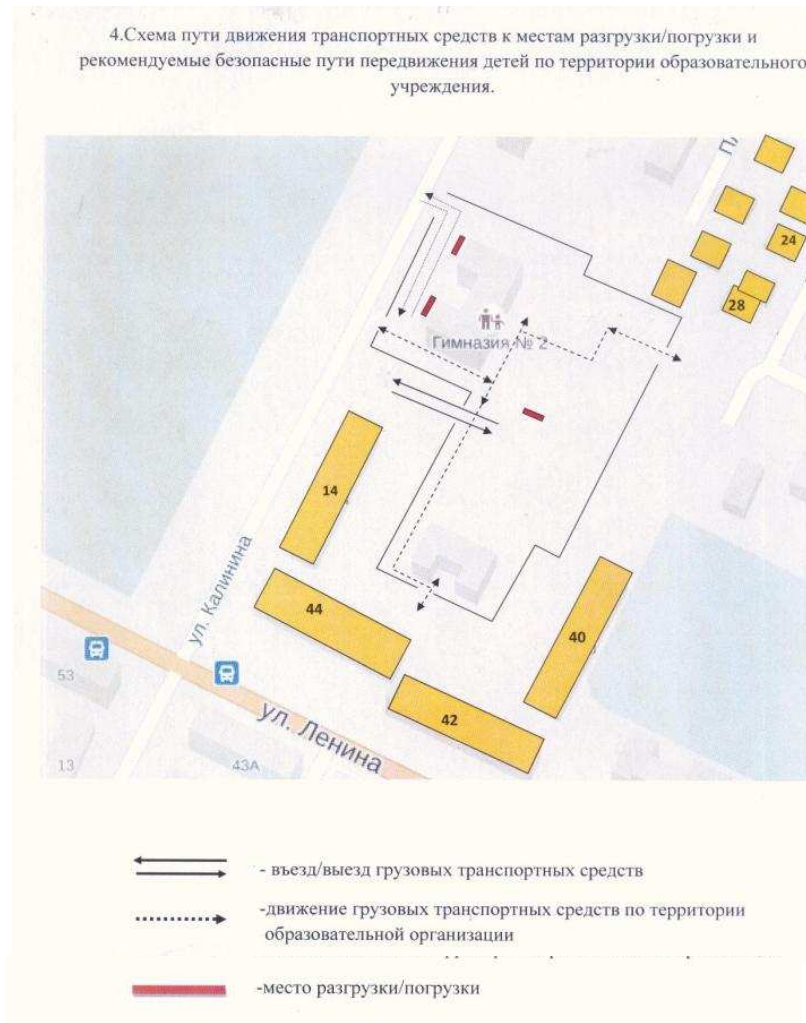 4.Схема пути движения транспортных средств к местам разгрузки/погрузки и
рекомендуемые безопасные пути передвижения детей по территории образовательного
учреждения.
24
28
Гимназия № 2
14
ул. Калинина
44
40
53
42
ул. Ленина
13
43А
- въезд/выезд грузовых транспортных средств
-движение грузовых транспортных средств по территории
образовательной организации
-место разгрузки/погрузки